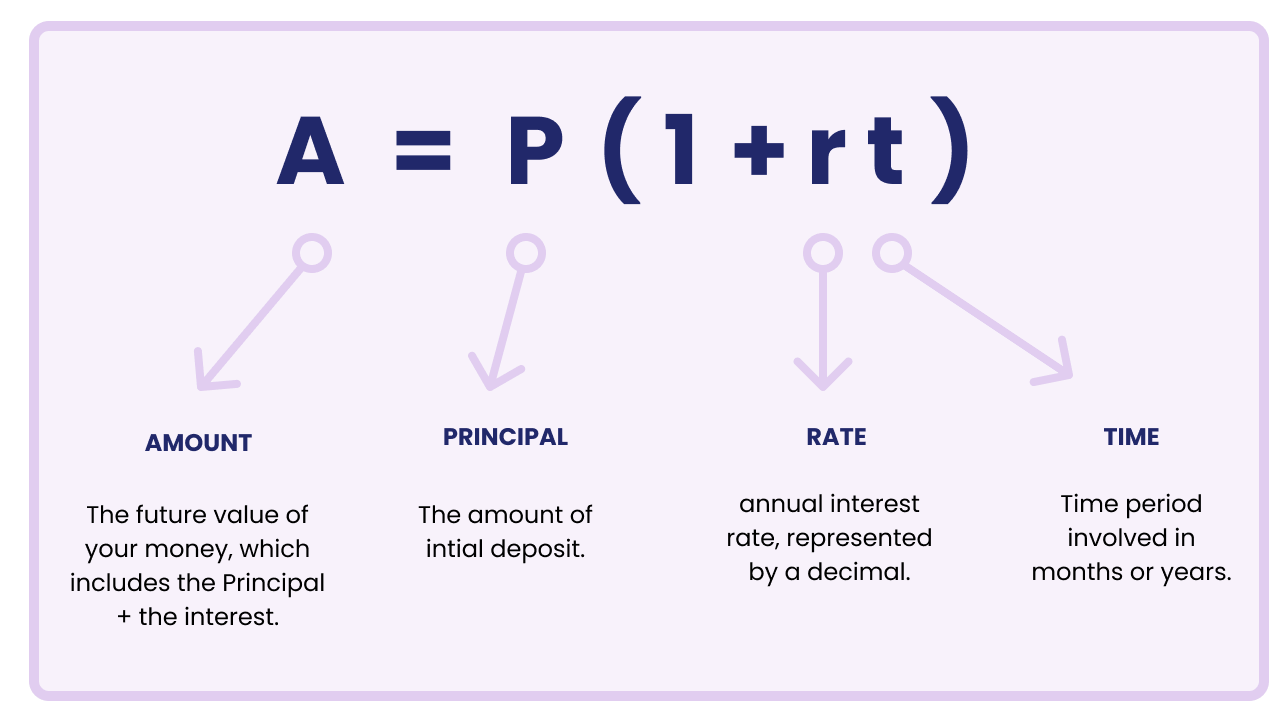 A = P (1 + r t)
AMOUNT
The future value of
your money, which
includes the Principal
+ the interest.
PRINCIPAL
The amount of
intial deposit.
RATE
annual interest
rate, represented
by a decimal.
TIME
Time period
involved in
months or years.